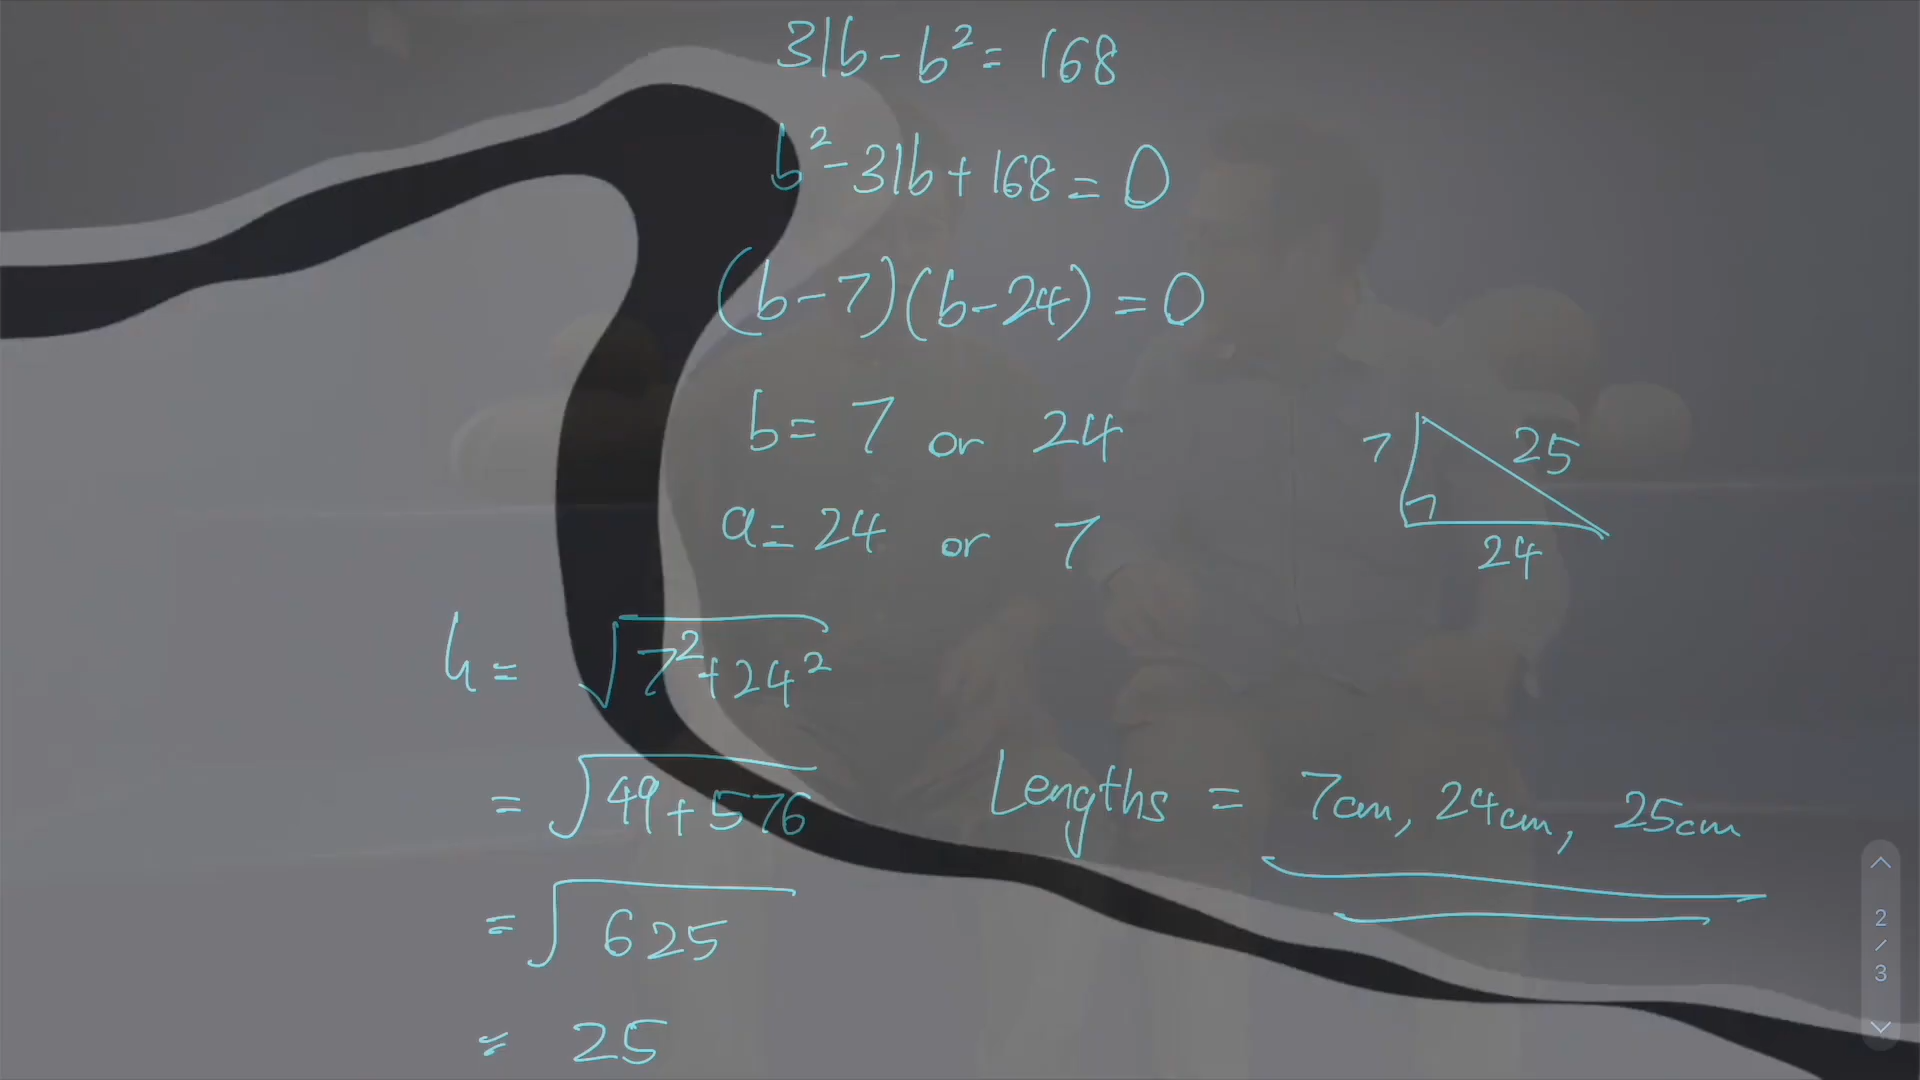 31b - b² = 168
b² - 31b + 168 = 0
(b - 7)(b - 24) = 0
b = 7 or 24
a = 24 or 7
7
25
24
h = √7² + 24²
= √49 + 576
= √625
= 25
Lengths = 7cm, 24cm, 25cm
2
/
3